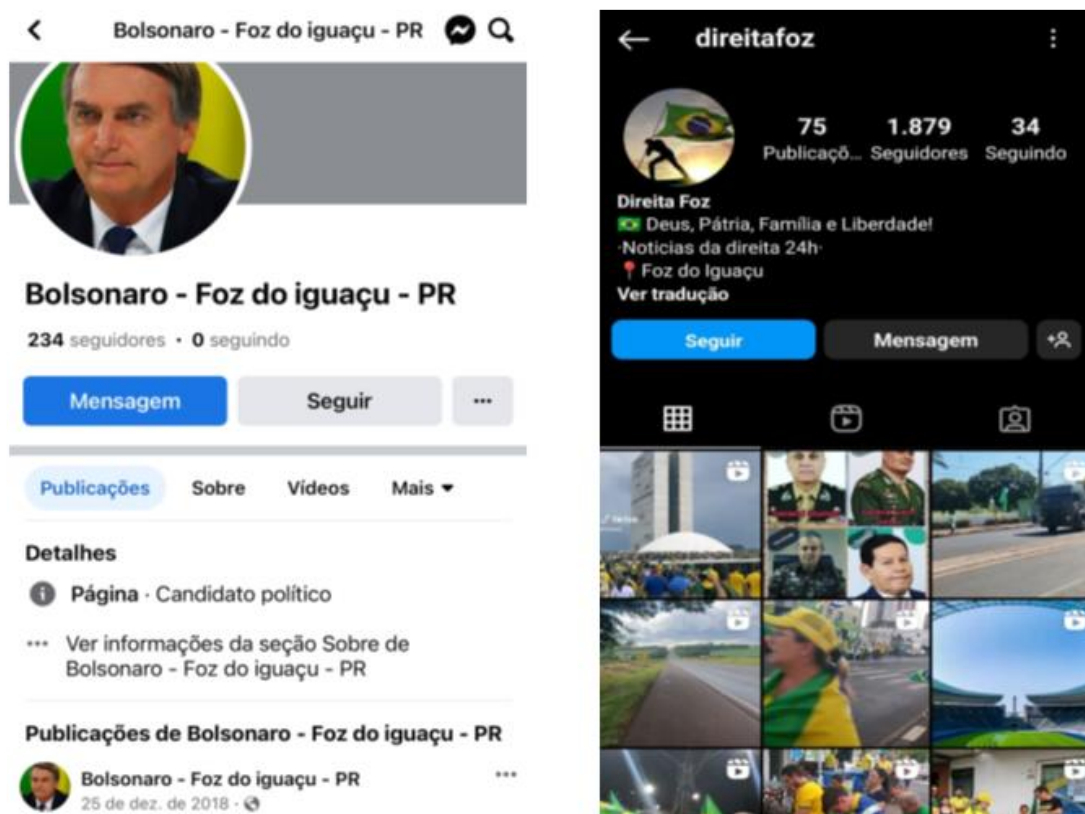 Bolsonaro - Foz do iguaçu - PR
Bolsonaro - Foz do iguaçu - PR
234 seguidores · 0 seguindo
Mensagem
Seguir
Publicações
Sobre
Vídeos
Mais
Detalhes
Página · Candidato político
Ver informações da seção Sobre de
Bolsonaro - Foz do iguaçu - PR
Publicações de Bolsonaro - Foz do iguaçu - PR
Bolsonaro - Foz do iguaçu - PR
25 de dez. de 2018 ·
direitafoz
75 1.879 34
Publicaçõ... Seguidores Seguindo
Direita Foz
Deus, Pátria, Família e Liberdade!
·Noticias da direita 24h·
Foz do Iguaçu
Ver tradução
Seguir
Mensagem